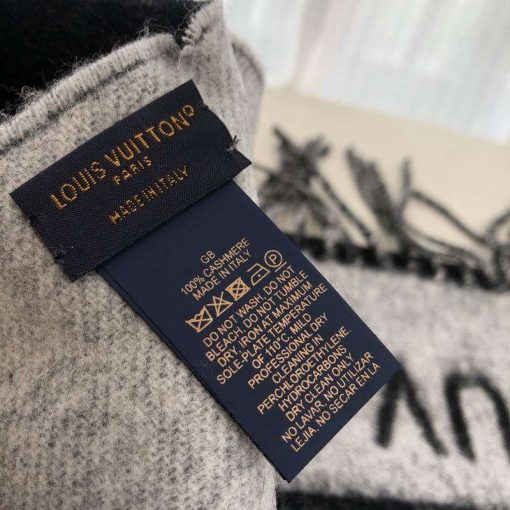 LOUIS VUITTON
PARIS
MADE IN ITALY
GB
100% CASHMERE
MADE IN ITALY
DO NOT WASH. DO NOT
BLEACH. DO NOT TUMBLE
DRY. IRON AT MAXIMUM
SOLE-PLATE TEMPERATURE
OF 110°C. MILD
PROFESSIONAL DRY
CLEANING IN
PERCHLOROETHYLENE.
HYDROCARBONS
DRY CLEAN ONLY
NO LAVAR, NO UTILIZAR
LEJIA, NO SECAR EN LA